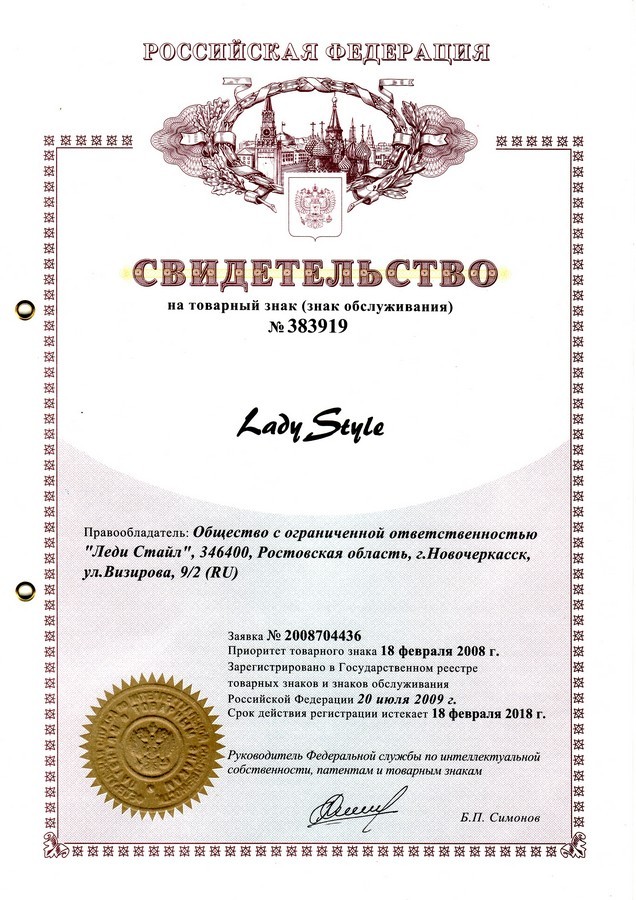 РОССИЙСКАЯ ФЕДЕРАЦИЯ
СВИДЕТЕЛЬСТВО
на товарный знак (знак обслуживания)
№ 383919
Lady Style
Правообладатель: Общество с ограниченной ответственностью
"Леди Стайл", 346400, Ростовская область, г.Новочеркасск,
ул.Визирова, 9/2 (RU)
Заявка № 2008704436
Приоритет товарного знака 18 февраля 2008 г.
Зарегистрировано в Государственном реестре
товарных знаков и знаков обслуживания
Российской Федерации 20 июля 2009 г.
Срок действия регистрации истекает 18 февраля 2018 г.
Руководитель Федеральной службы по интеллектуальной
собственности, патентам и товарным знакам
Б.П. Симонов